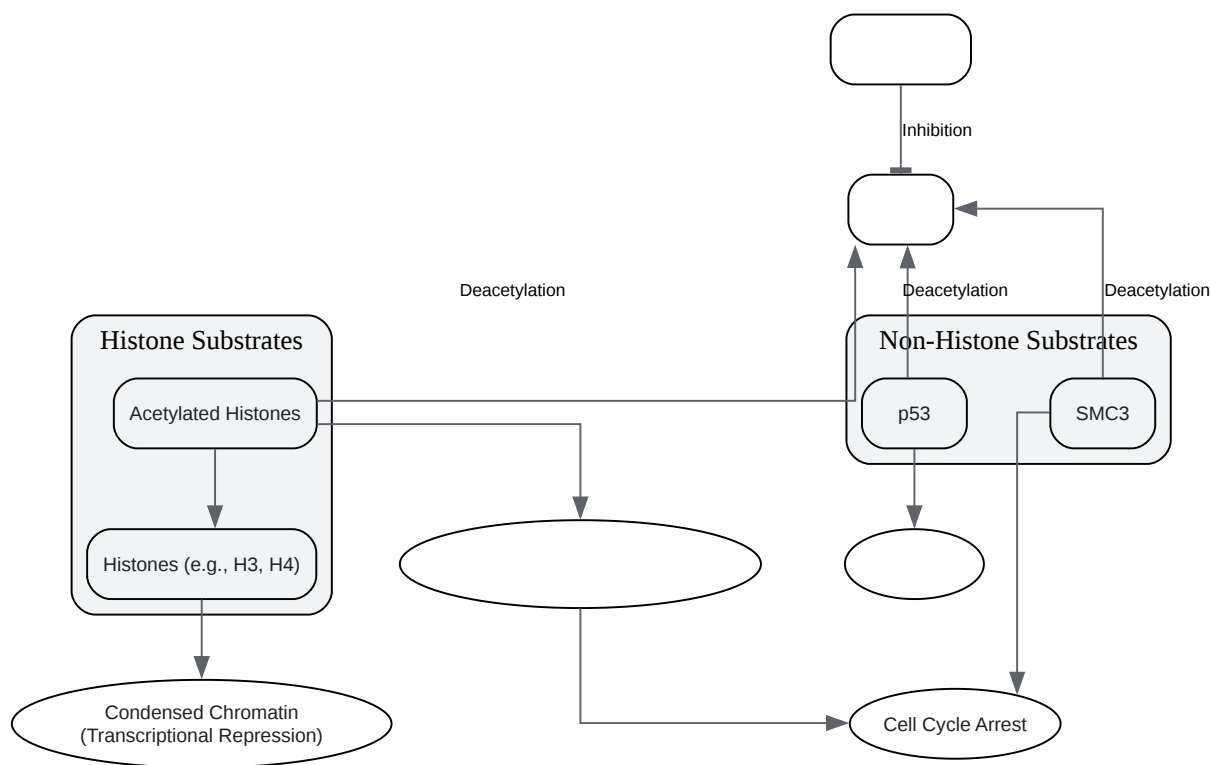 Inhibition
Deacetylation
Deacetylation
Deacetylation
Histone Substrates
Non-Histone Substrates
Acetylated Histones
p53
SMC3
Histones (e.g., H3, H4)
Condensed Chromatin
(Transcriptional Repression)
Cell Cycle Arrest